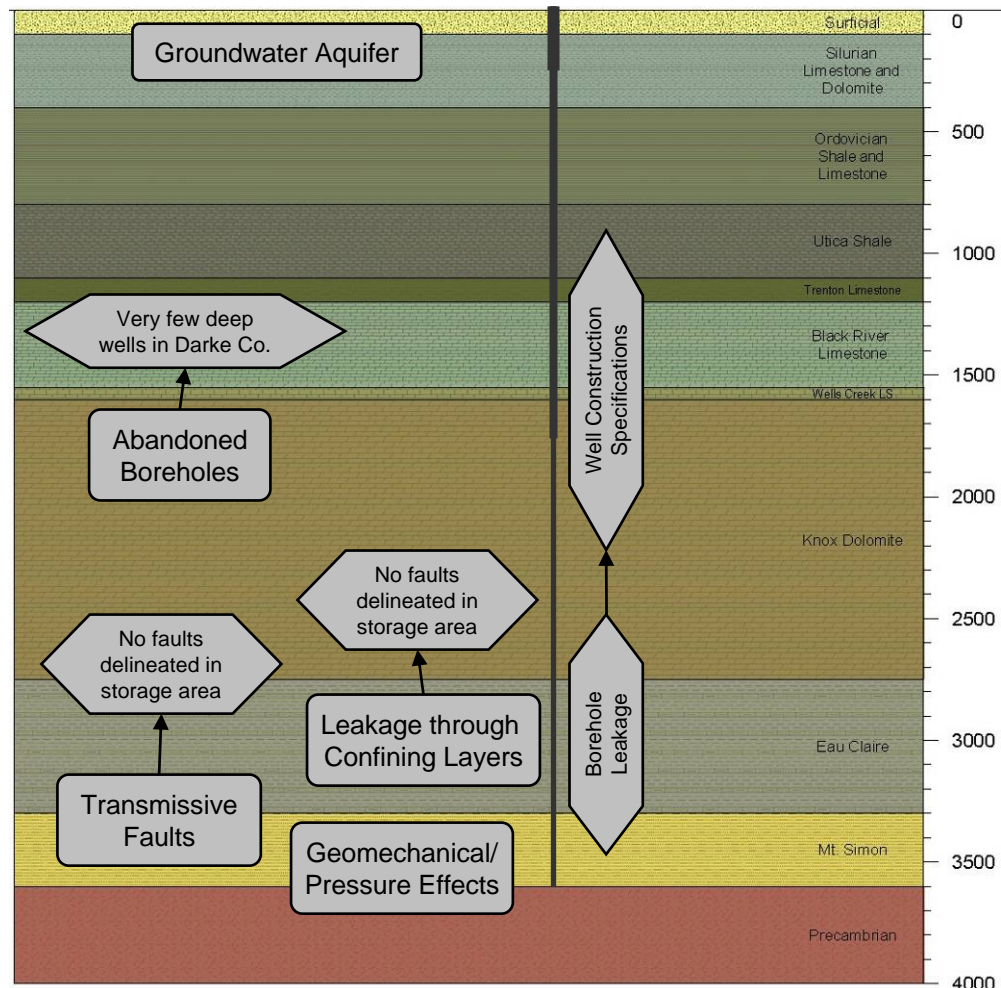 Surficial
0
Groundwater Aquifer
Silurian
Limestone and
Dolomite
500
Ordovician
Shale and
Limestone
Utica Shale
1000
Trenton Limestone
Very few deep
wells in Darke Co.
Black River
Limestone
Well Construction
Specifications
1500
Wells Creek LS
Abandoned
Boreholes
2000
Knox Dolomite
No faults
delineated in
storage area
2500
No faults
delineated in
storage area
Leakage through
Confining Layers
Borehole
Leakage
3000
Eau Claire
Transmissive
Faults
Geomechanical/
Pressure Effects
Mt. Simon
3500
Precambrian
4000